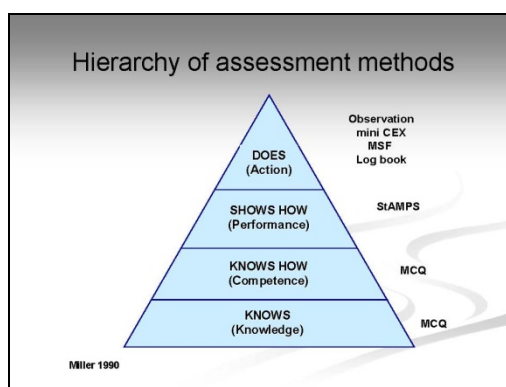 Hierarchy of assessment methods
Observation
mini CEX
MSF
Log book
DOES
(Action)
SHOWS HOW
(Performance)
StAMPS
KNOWS HOW
(Competence)
MCQ
KNOWS
(Knowledge)
MCQ
Miller 1990